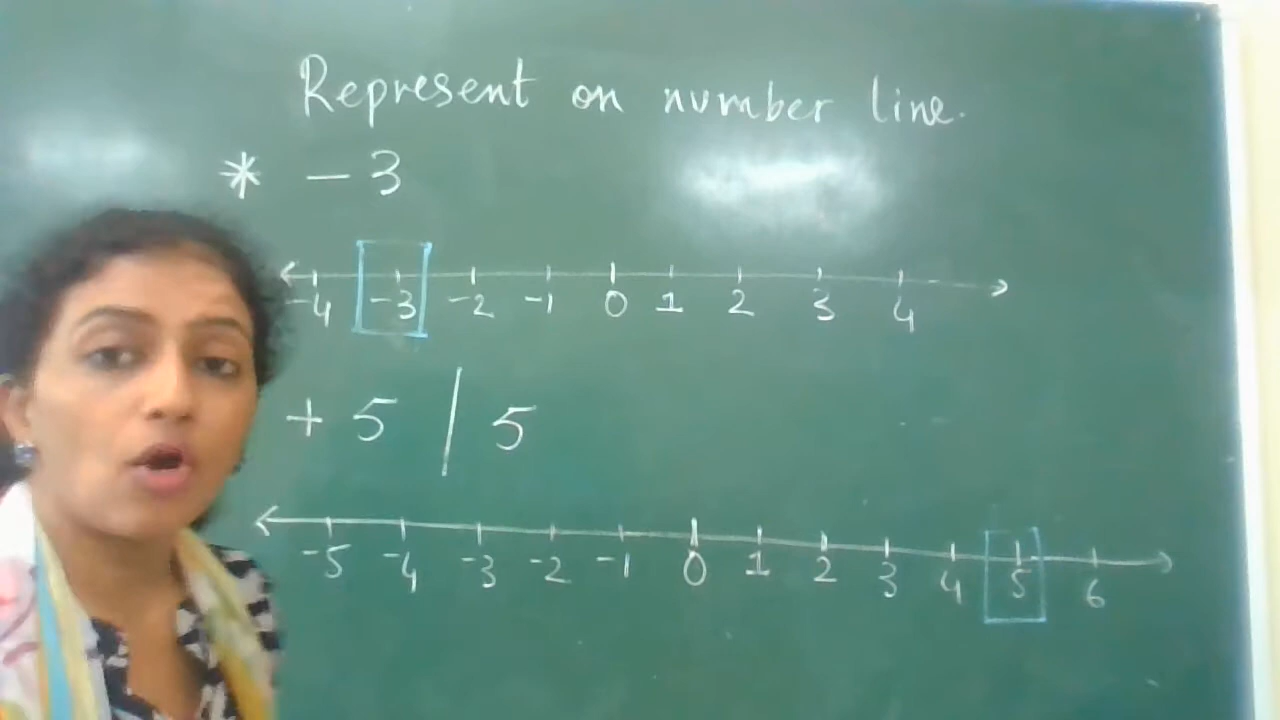 Represent on number line.
* -3
-4 -3 -2 -1 0 1 2 3 4
+5 | 5
-5 -4 -3 -2 -1 0 1 2 3 4 5 6